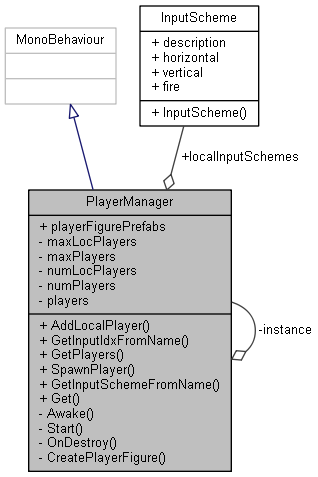 InputScheme
+ description
+ horizontal
+ vertical
+ fire
+ InputScheme()
MonoBehaviour
+localInputSchemes
PlayerManager
+ playerFigurePrefabs
- maxLocPlayers
- maxPlayers
- numLocPlayers
- numPlayers
- players
+ AddLocalPlayer()
+ GetInputIdxFromName()
+ GetPlayers()
+ SpawnPlayer()
+ GetInputSchemeFromName()
+ Get()
- Awake()
- Start()
- OnDestroy()
- CreatePlayerFigure()
-instance